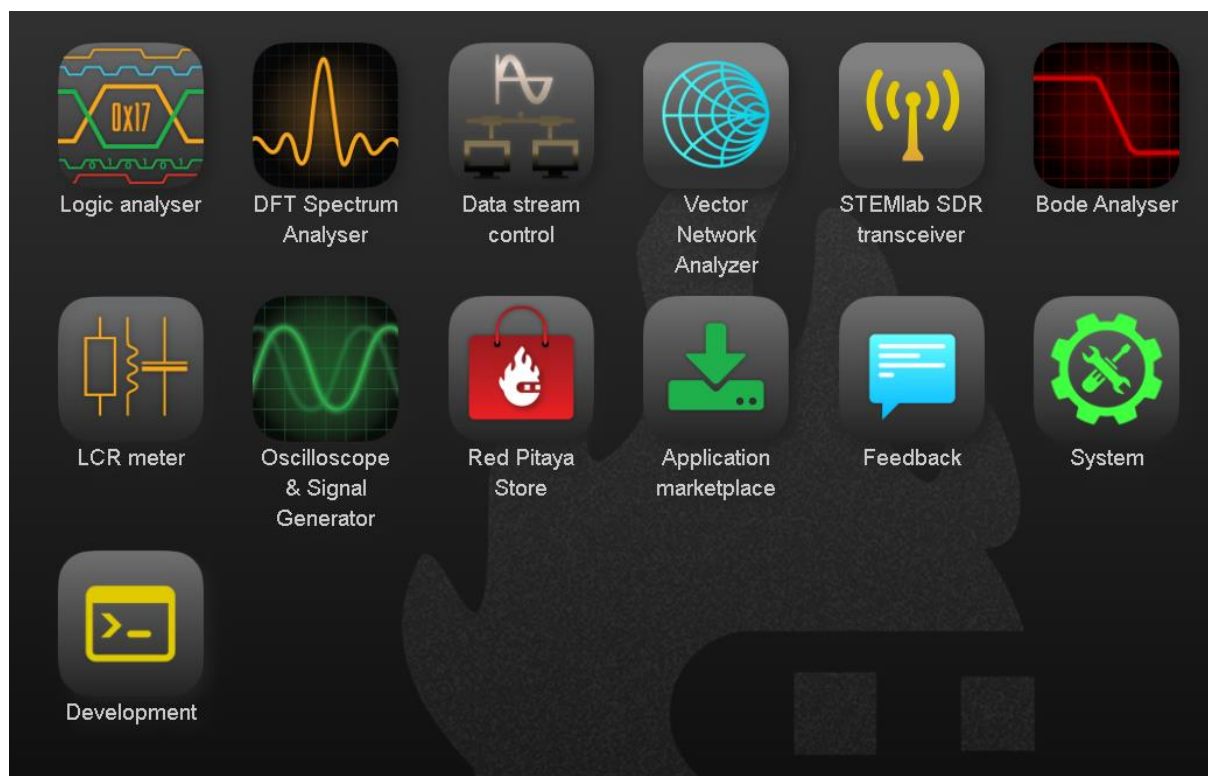 0X17
Logic analyser
DFT Spectrum
Analyser
Data stream
control
Vector
Network
Analyzer
STEMlab SDR
transceiver
Bode Analyser
LCR meter
Oscilloscope
& Signal
Generator
Red Pitaya
Store
Application
marketplace
Feedback
System
>_
Development